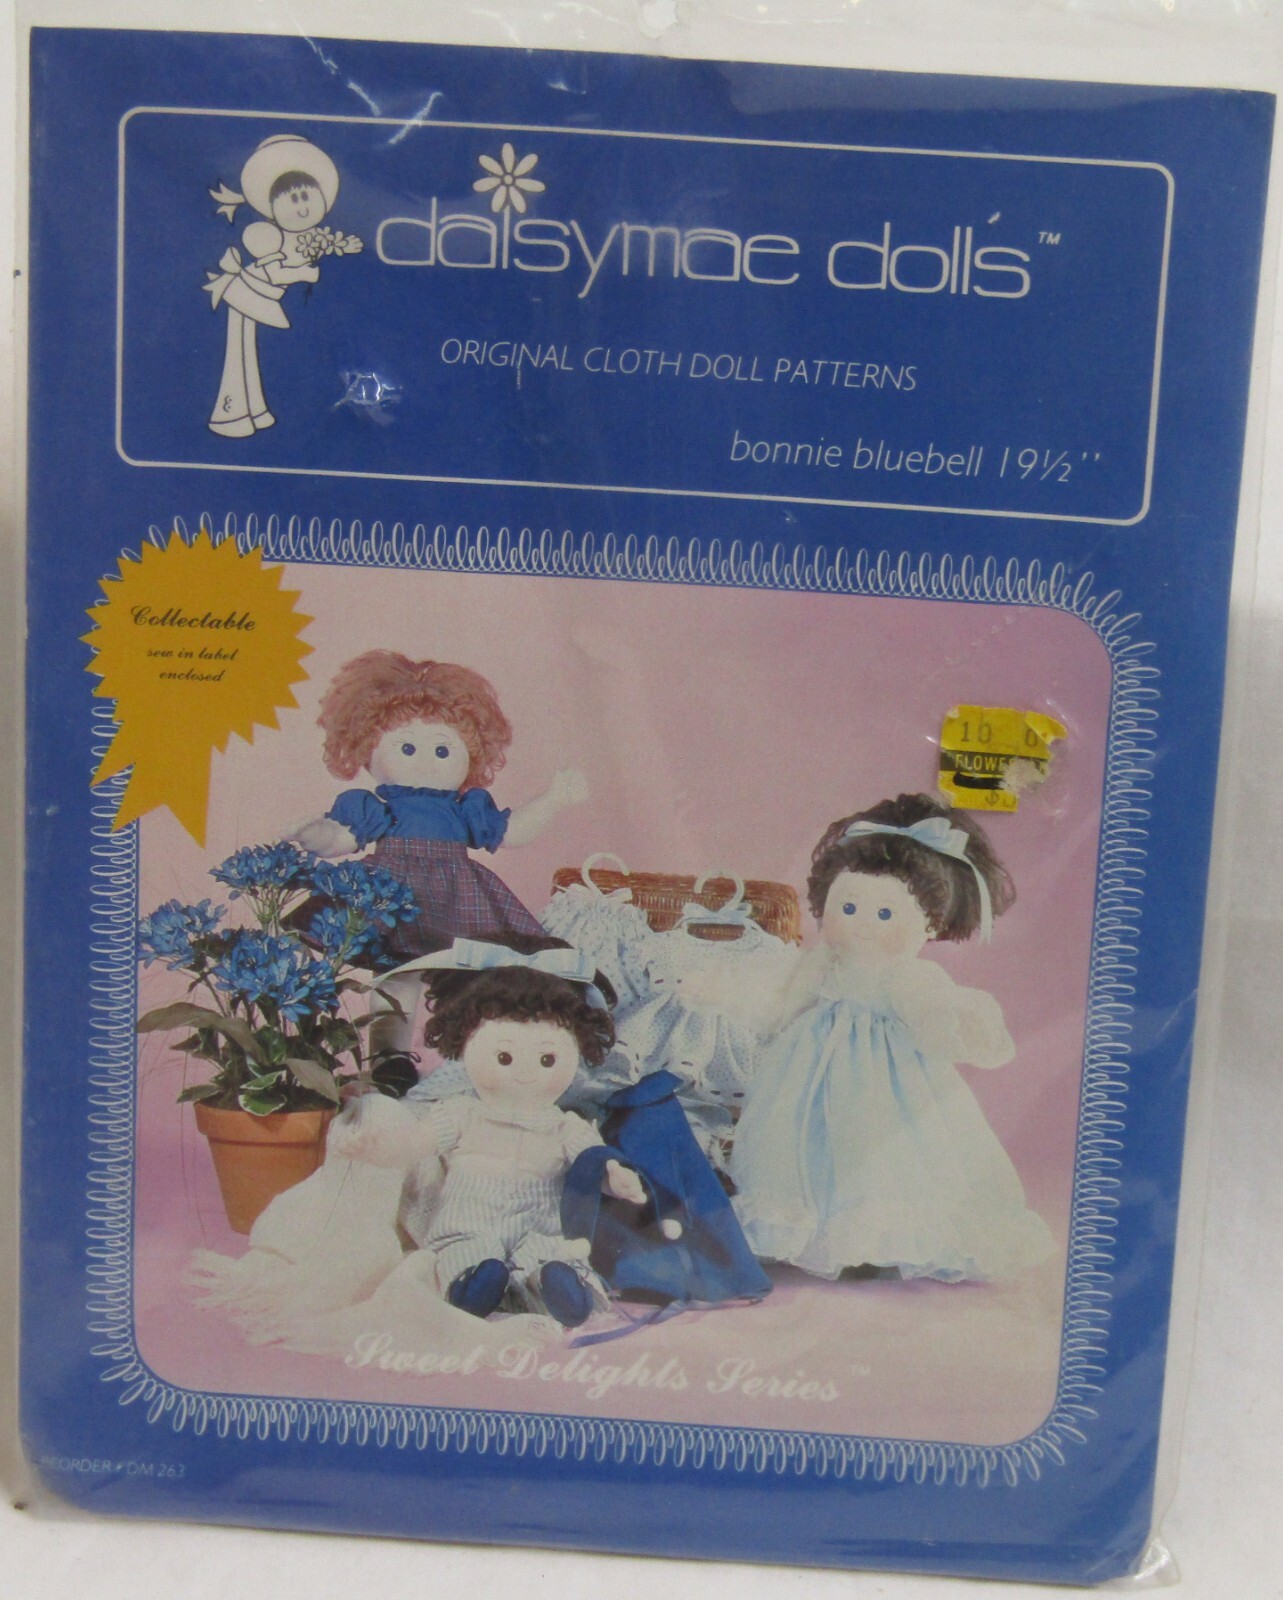 daisymae dolls™
ORIGINAL CLOTH DOLL PATTERNS
bonnie bluebell 19½''
Collectable
sew in label
enclosed
10
Sweet Delights Series™
REORDER • DM 263